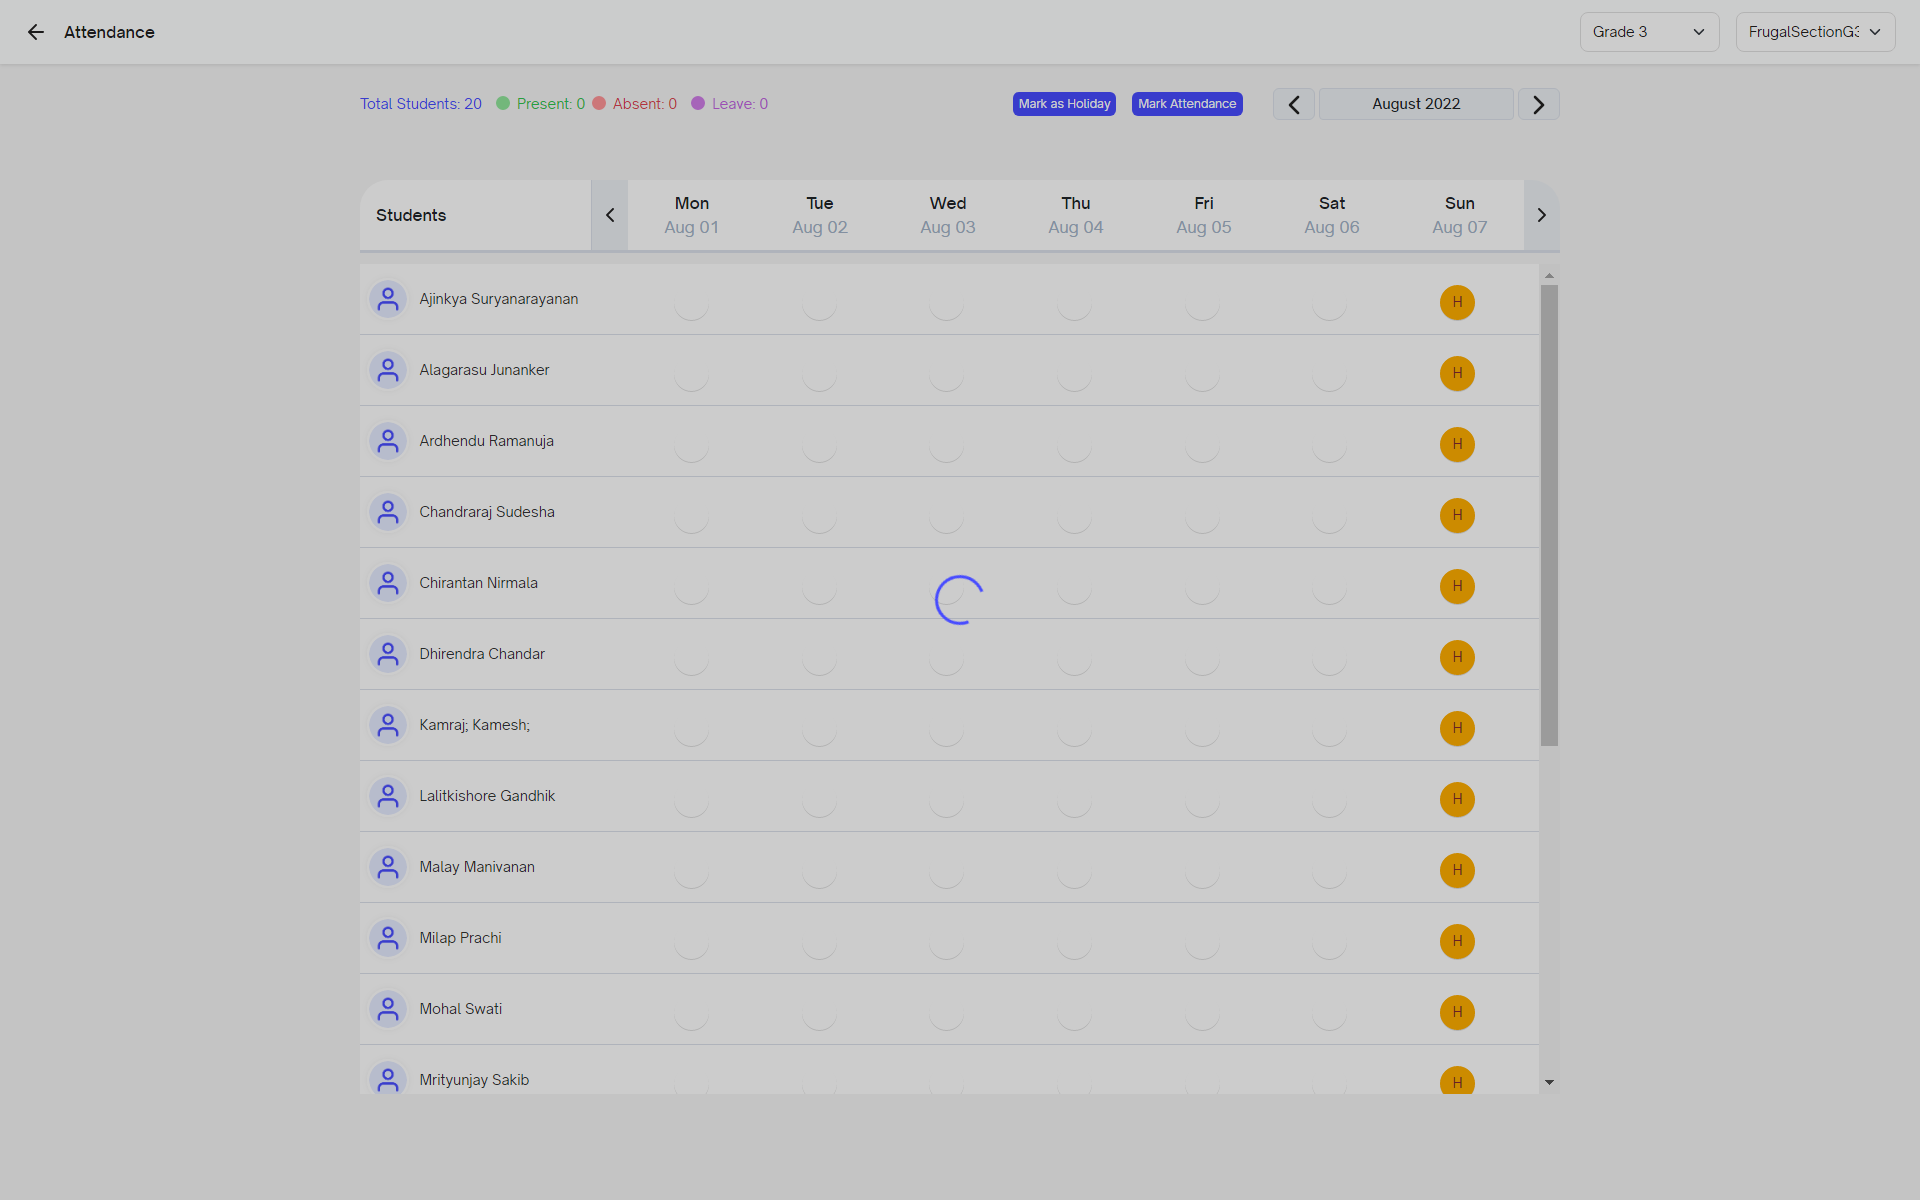 Attendance
Grade 3
FrugalSectionG3
Total Students: 20 Present: 0 Absent: 0 Leave: 0
Mark as Holiday
Mark Attendance
August 2022
Students
Mon Tue Wed Thu Fri Sat Sun
Aug 01 Aug 02 Aug 03 Aug 04 Aug 05 Aug 06 Aug 07
Ajinkya Suryanarayanan H
Alagarasu Junanker H
Ardhendu Ramanuja H
Chandraraj Sudesha H
Chirantan Nirmala H
Dhirendra Chandar H
Kamraj; Kamesh; H
Lalitkishore Gandhik H
Malay Manivanan H
Milap Prachi H
Mohal Swati H
Mrityunjay Sakib H